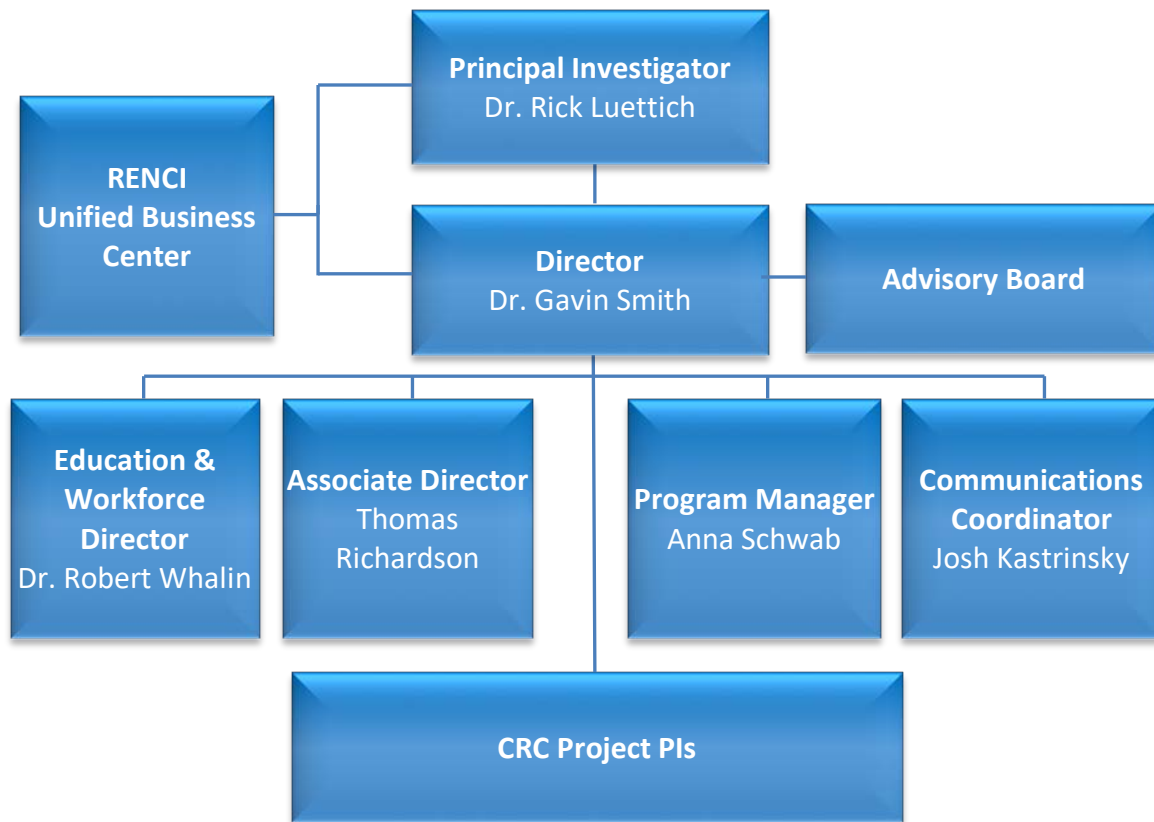 Principal Investigator
Dr. Rick Luettich
RENCI
Unified Business
Center
Director
Dr. Gavin Smith
Advisory Board
Education &
Workforce
Director
Dr. Robert Whalin
Associate Director
Thomas
Richardson
Program Manager
Anna Schwab
Communications
Coordinator
Josh Kastrinsky
CRC Project PIs